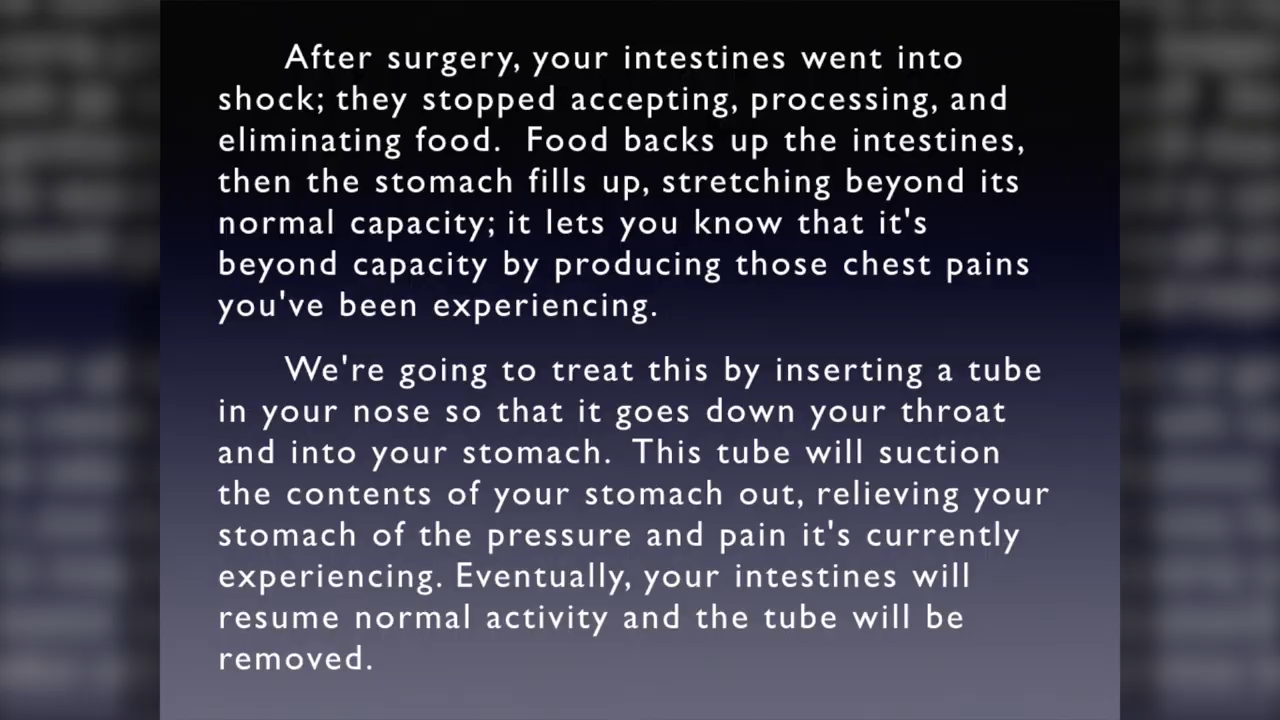 After surgery, your intestines went into
shock; they stopped accepting, processing, and
eliminating food.  Food backs up the intestines,
then the stomach fills up, stretching beyond its
normal capacity; it lets you know that it's
beyond capacity by producing those chest pains
you've been experiencing.
We're going to treat this by inserting a tube
in your nose so that it goes down your throat
and into your stomach.  This tube will suction
the contents of your stomach out, relieving your
stomach of the pressure and pain it's currently
experiencing. Eventually, your intestines will
resume normal activity and the tube will be
removed.